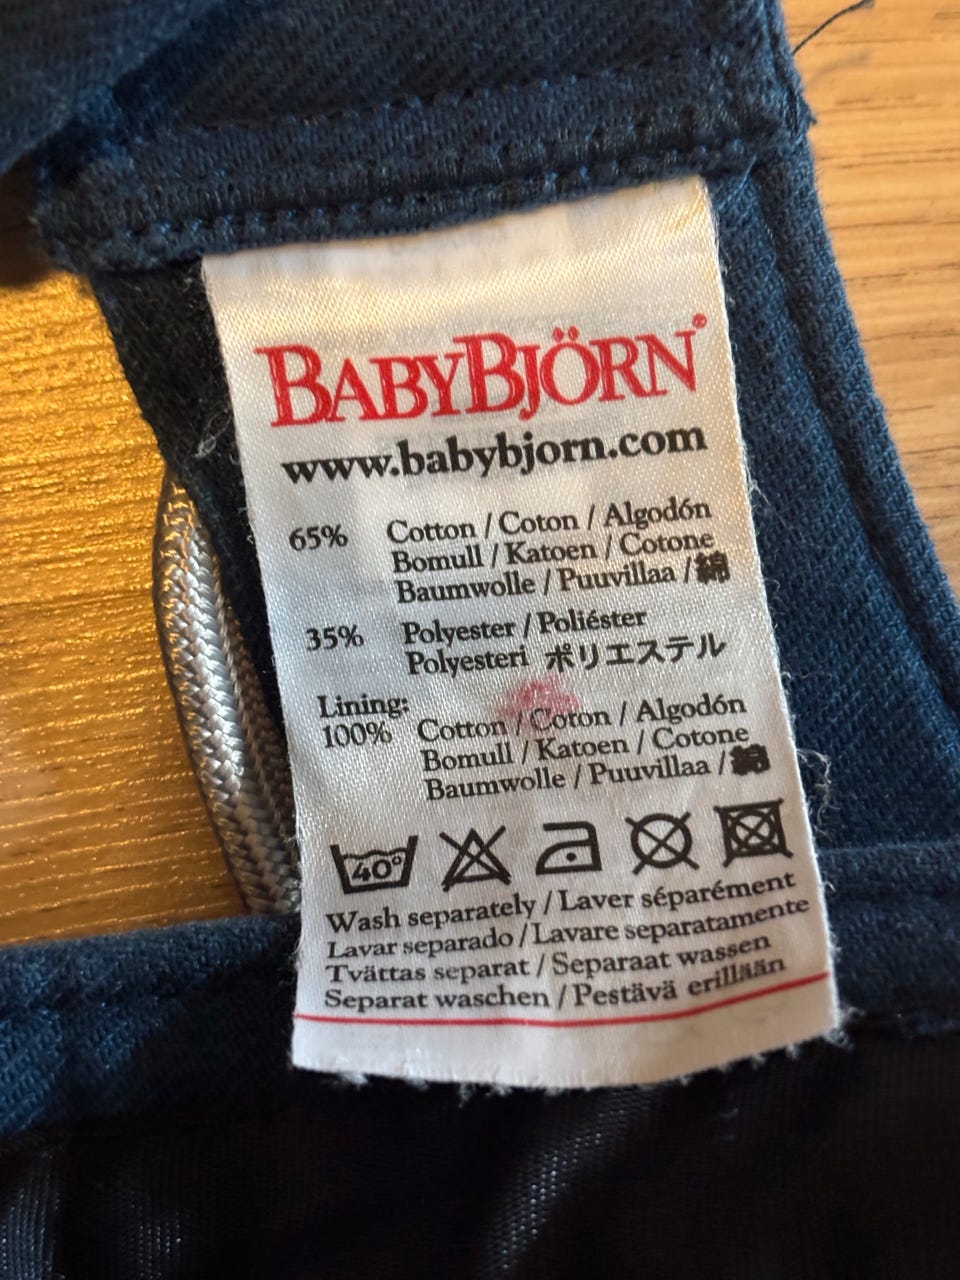 BABYBJÖRN®
www.babybjorn.com
65% Cotton / Coton / Algodón
Bomull / Katoen / Cotone
Baumwolle / Puuvillaa / 綿
35% Polyester / Poliéster
Polyesteri ポリエステル
Lining:
100% Cotton / Coton / Algodón
Bomull / Katoen / Cotone
Baumwolle / Puuvillaa / 綿
40°
Wash separately / Laver séparément
Lavar separado / Lavare separatamente
Tvättas separat / Separaat wassen
Separat waschen / Pestävä erillään